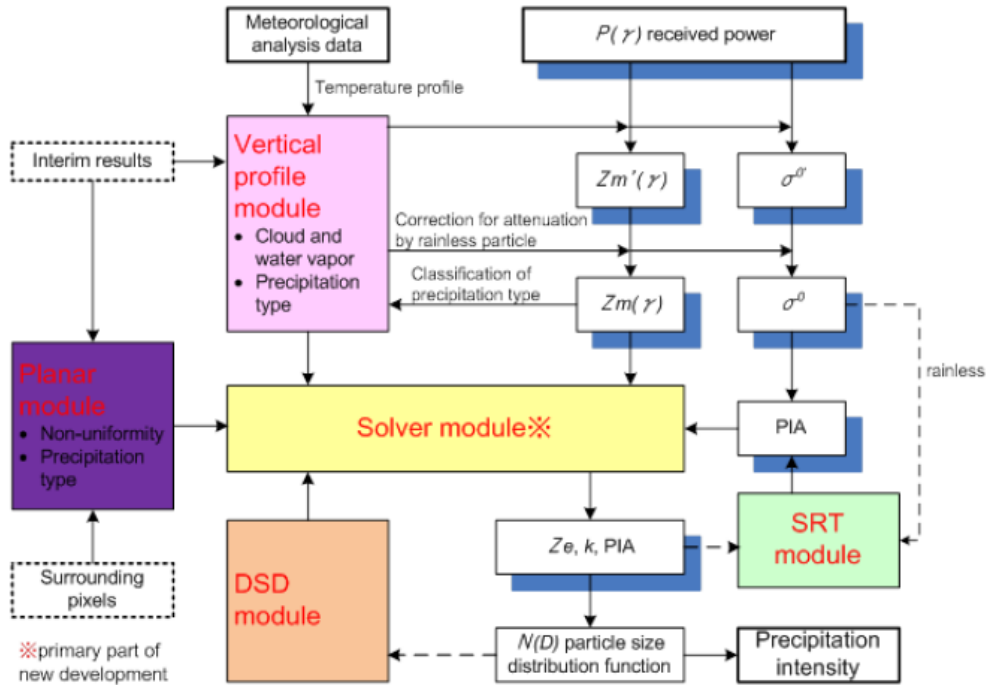 Meteorological
analysis data
P(γ) received power
Temperature profile
Interim results
Vertical
profile
module
• Cloud and
water vapor
• Precipitation
type
Zm′(γ)
σ⁰′
Correction for attenuation
by rainless particle
Classification of
precipitation type
Zm(γ)
σ⁰
rainless
Planar
module
• Non-uniformity
• Precipitation
type
Solver module※
PIA
SRT
module
Ze, k, PIA
DSD
module
Surrounding
pixels
N(D) particle size
distribution function
Precipitation
intensity
※primary part of
new development